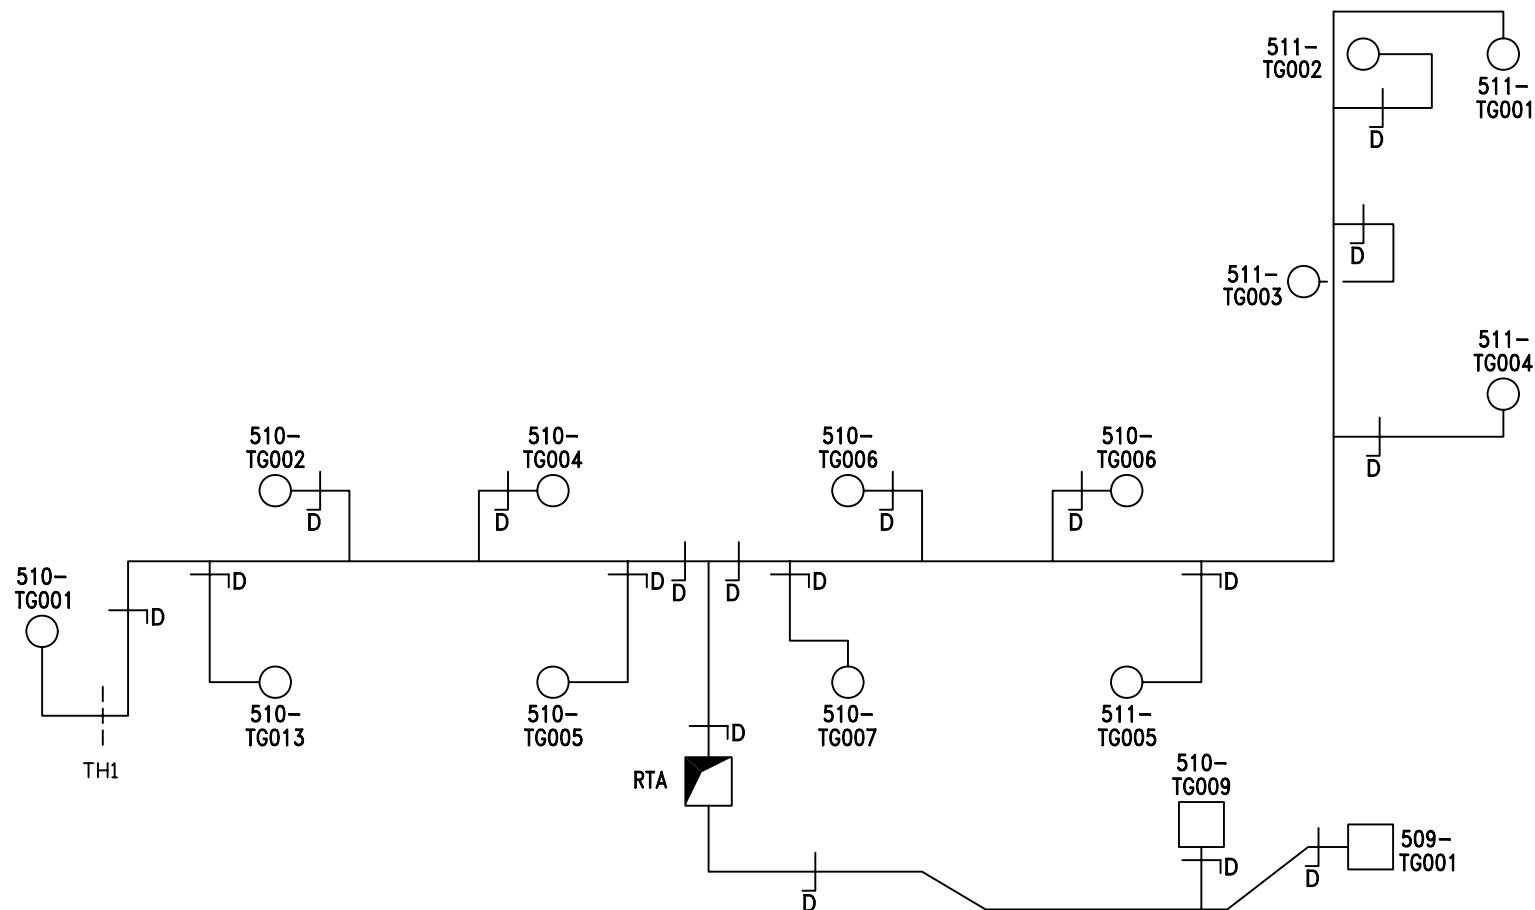 511-
TG002
511-
TG001
D
D
511-
TG003
511-
TG004
D
510-
TG002
510-
TG004
510-
TG006
510-
TG006
D
D
D
D
510-
TG001
D
D
D
D
D
D
D
D
510-
TG013
510-
TG005
510-
TG007
511-
TG005
D
TH1
RTA
510-
TG009
509-
TG001
D
D
D